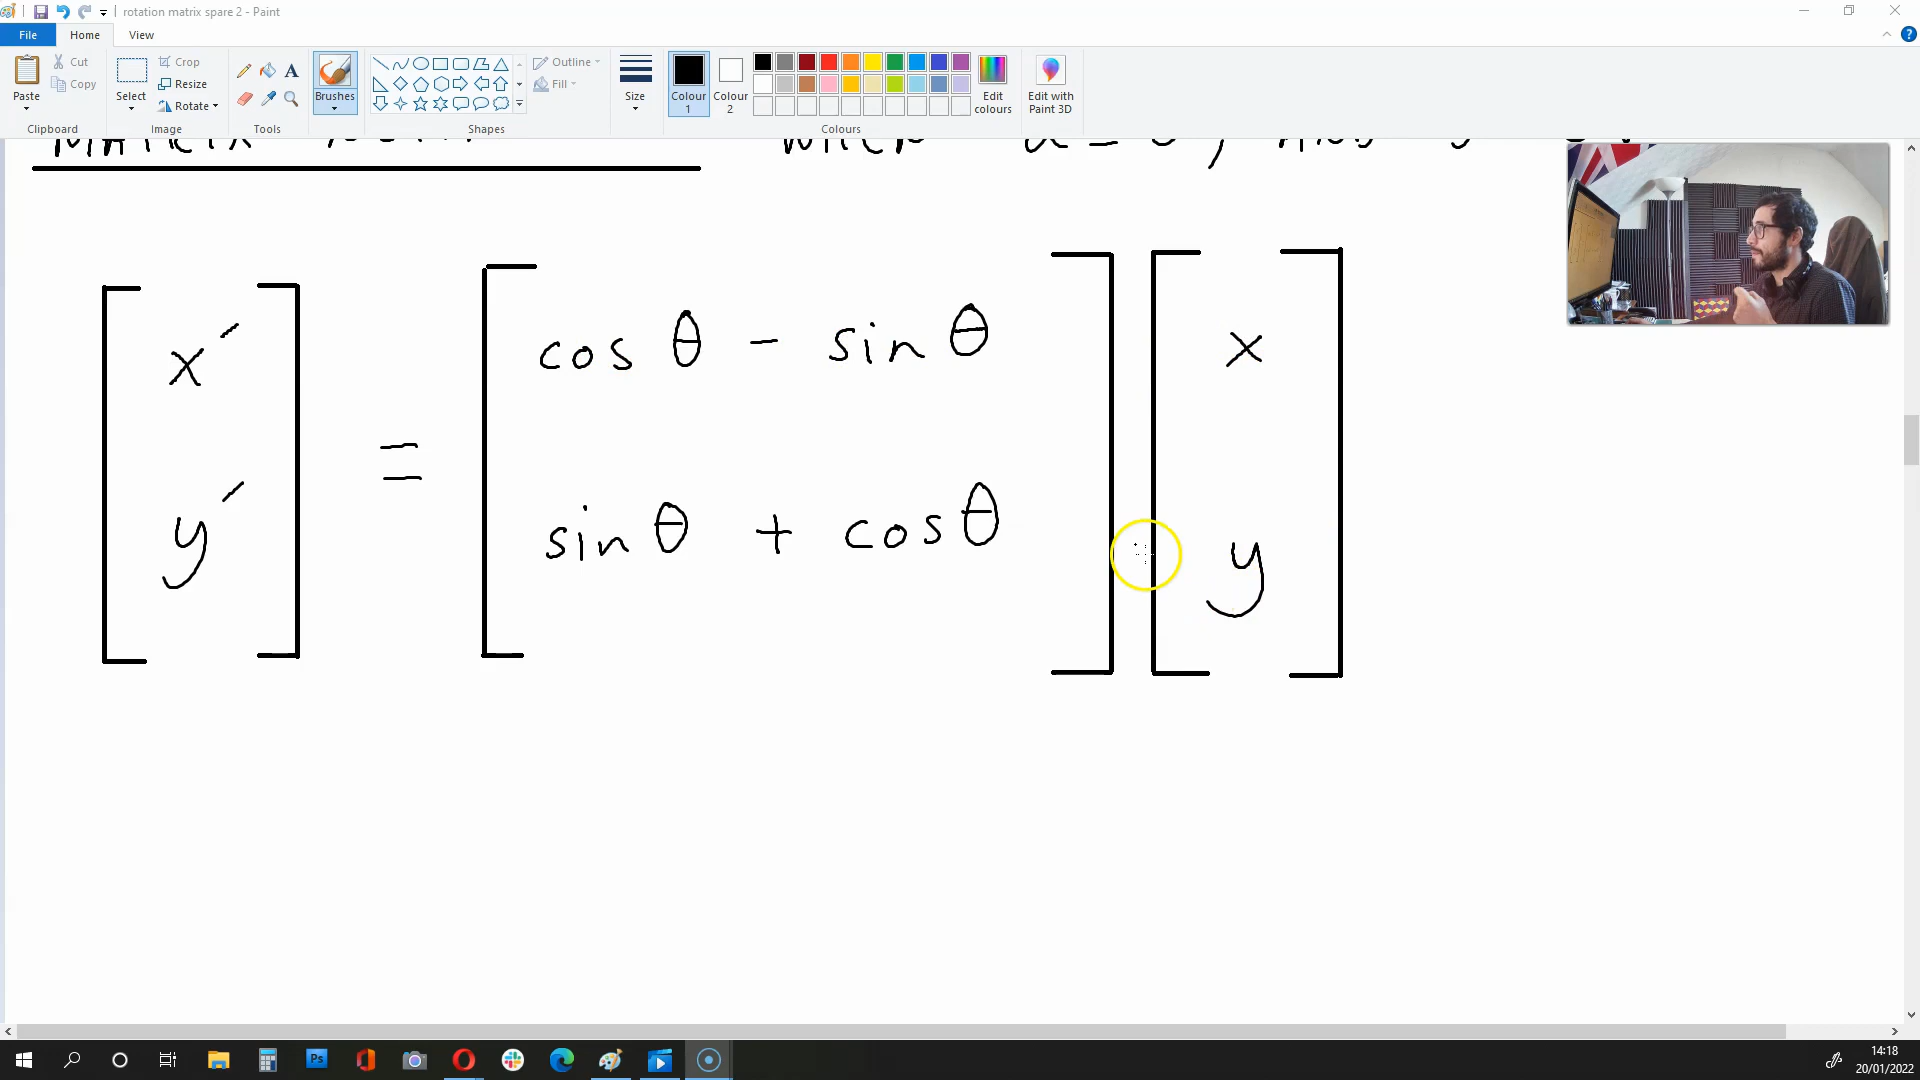 rotation matrix spare 2 - Paint
File Home View
Paste Cut Copy Clipboard
Select Crop Resize Rotate Image
Tools
Brushes
Shapes
Outline Fill
Size
Colour 1 Colour 2 Edit colours Colours
Edit with Paint 3D
MATRIX
x′ = cos θ − sin θ x
y′ sin θ + cos θ y
Ps
14:18
20/01/2022